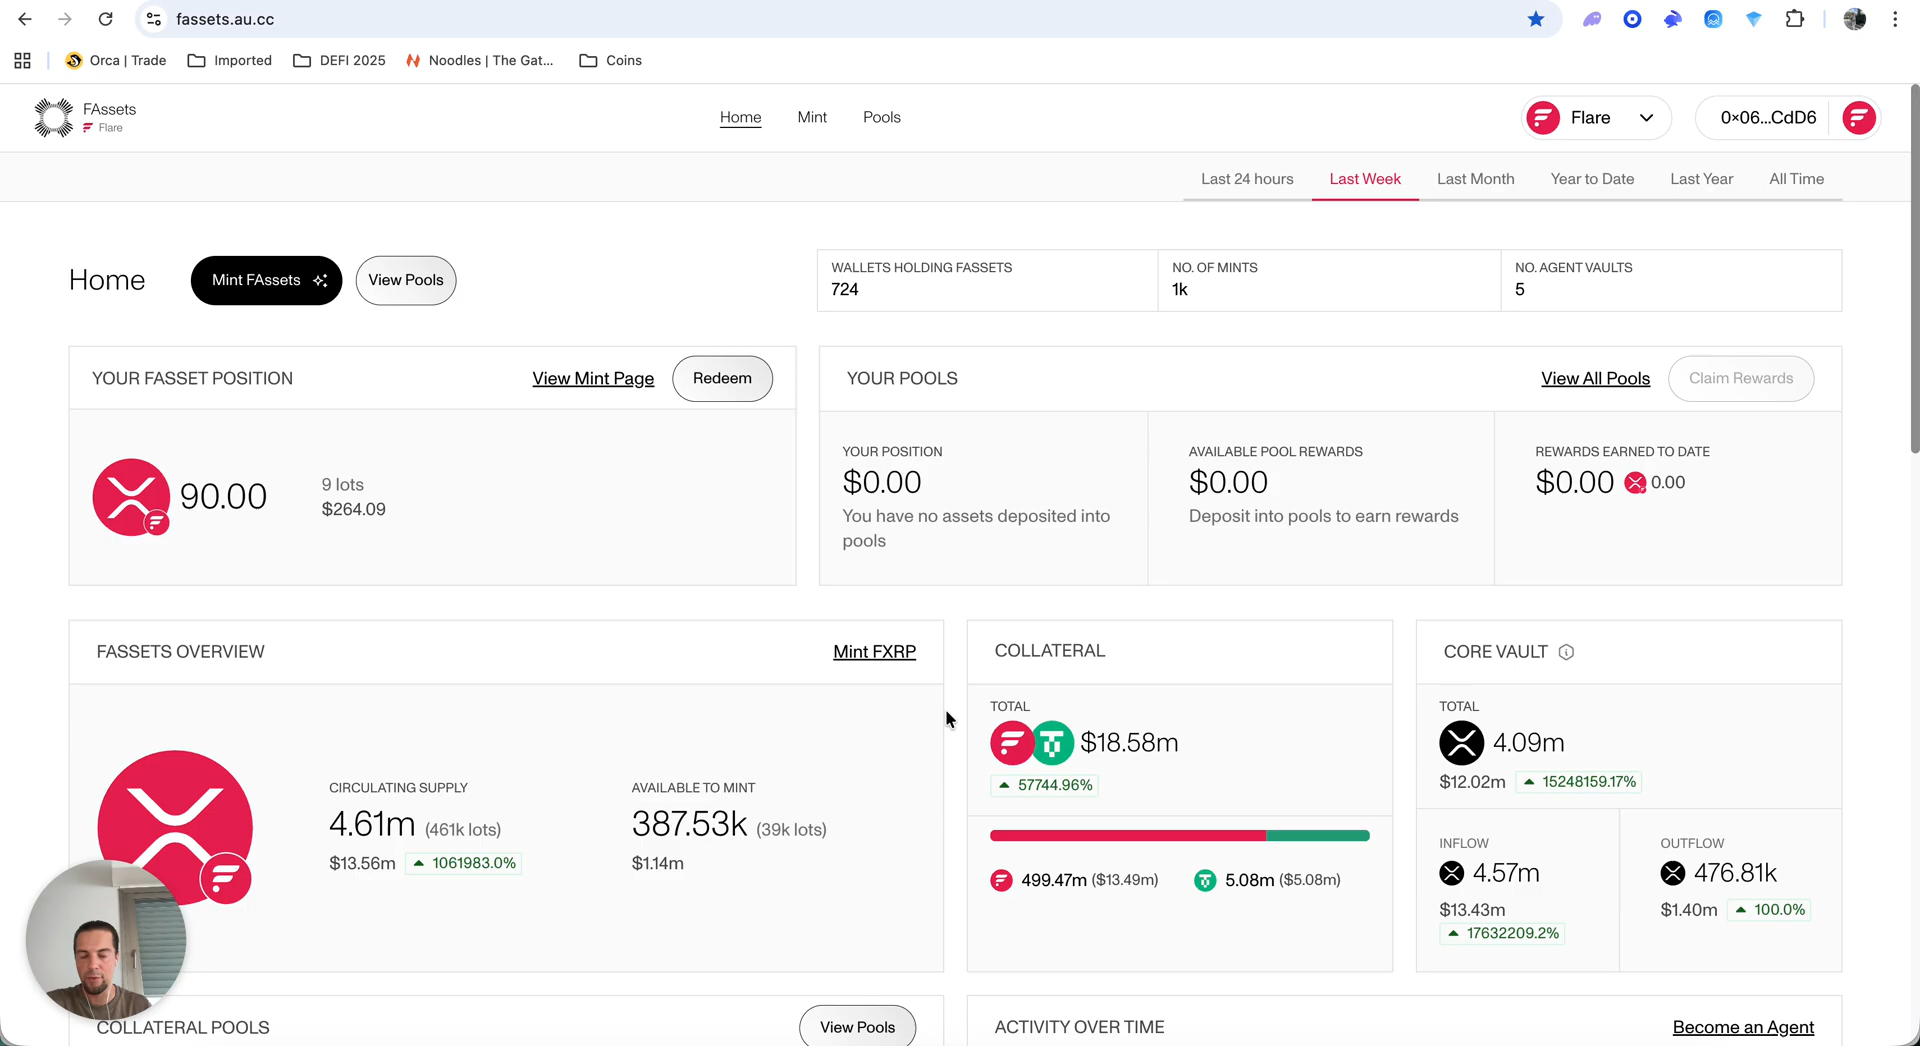 fassets.au.cc
Orca | Trade
Imported
DEFI 2025
Noodles | The Gat...
Coins
FAssets
Flare
Home
Mint
Pools
Flare
0×06...CdD6
Last 24 hours
Last Week
Last Month
Year to Date
Last Year
All Time
Home
Mint FAssets
View Pools
WALLETS HOLDING FASSETS
724
NO. OF MINTS
1k
NO. AGENT VAULTS
5
YOUR FASSET POSITION
View Mint Page
Redeem
90.00
9 lots
$264.09
YOUR POOLS
View All Pools
Claim Rewards
YOUR POSITION
$0.00
You have no assets deposited into
pools
AVAILABLE POOL REWARDS
$0.00
Deposit into pools to earn rewards
REWARDS EARNED TO DATE
$0.00 0.00
FASSETS OVERVIEW
Mint FXRP
CIRCULATING SUPPLY
4.61m (461k lots)
$13.56m 1061983.0%
AVAILABLE TO MINT
387.53k (39k lots)
$1.14m
COLLATERAL
TOTAL
$18.58m
57744.96%
499.47m ($13.49m)
5.08m ($5.08m)
CORE VAULT
TOTAL
4.09m
$12.02m 15248159.17%
INFLOW
4.57m
$13.43m
17632209.2%
OUTFLOW
476.81k
$1.40m 100.0%
COLLATERAL POOLS
View Pools
ACTIVITY OVER TIME
Become an Agent